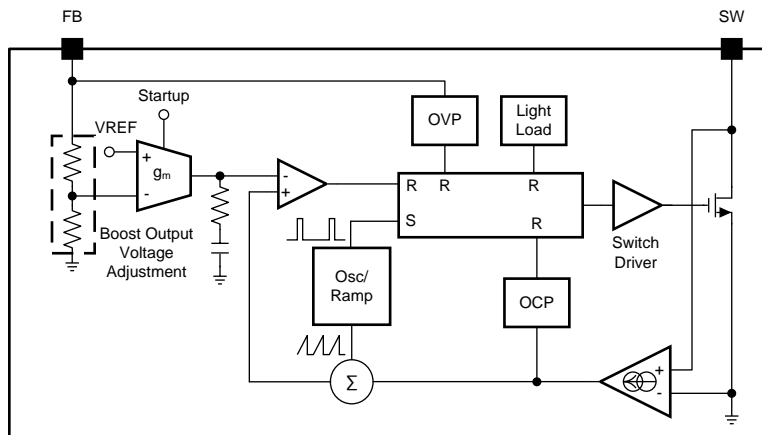 FB
SW
Startup
VREF
+
-
gm
OVP
Light
Load
-
+
R
R
R
S
R
Boost Output
Voltage
Adjustment
Switch
Driver
Osc/
Ramp
OCP
Σ
+
-